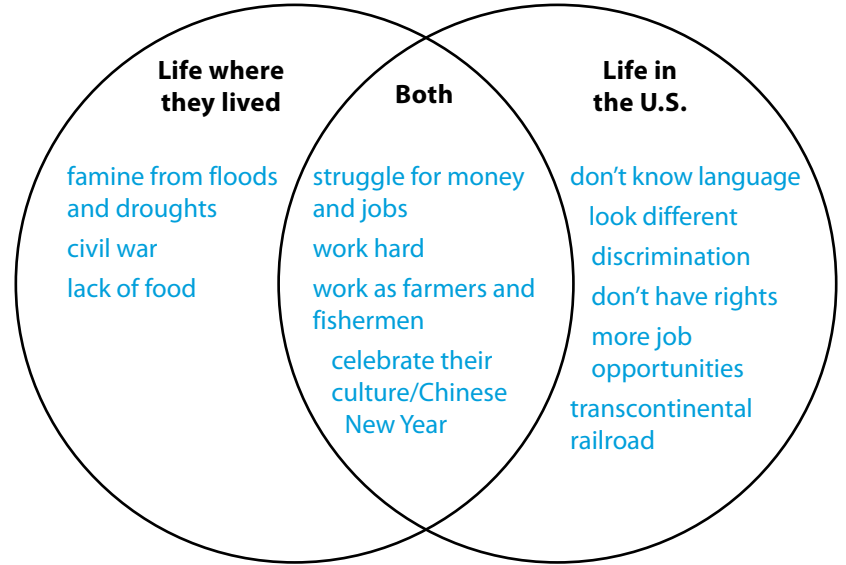 Life where
they lived
famine from floods
and droughts
civil war
lack of food
Both
struggle for money
and jobs
work hard
work as farmers and
fishermen
celebrate their
culture/Chinese
New Year
Life in
the U.S.
don’t know language
look different
discrimination
don’t have rights
more job
opportunities
transcontinental
railroad